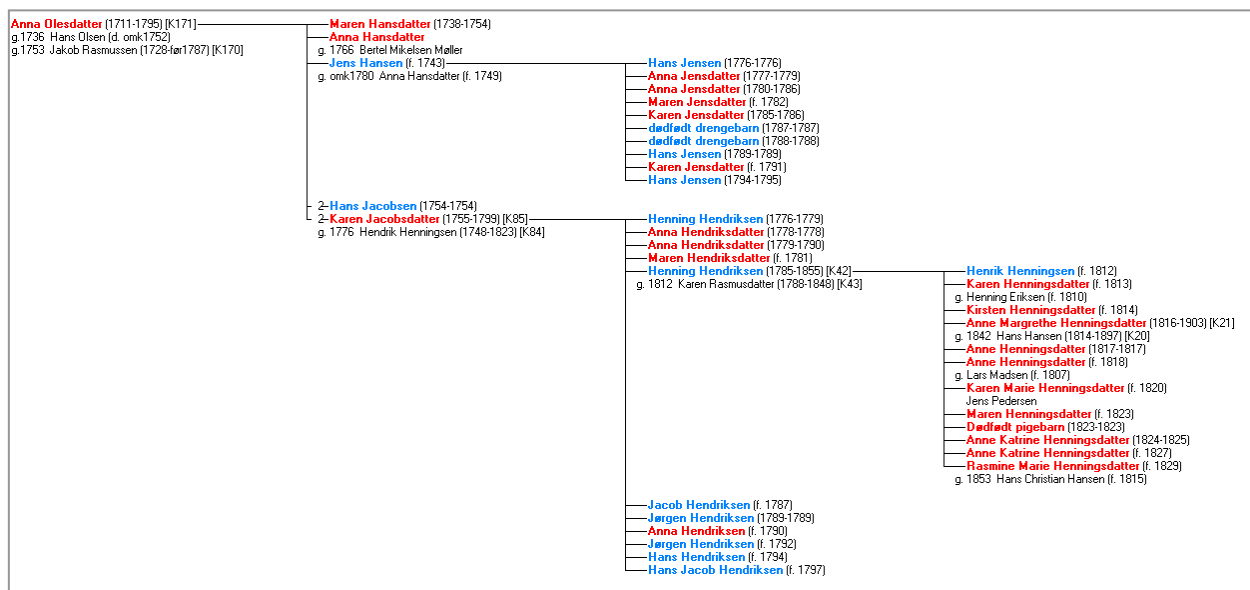 Anna Olesdatter (1711-1795) [K171]
g.1736 Hans Olsen (d. omk1752)
g.1753 Jakob Rasmussen (1728-før1787) [K170]
Maren Hansdatter (1738-1754)
Anna Hansdatter
g. 1766 Bertel Mikelsen Møller
Jens Hansen (f. 1743)
g. omk1780 Anna Hansdatter (f. 1749)
Hans Jensen (1776-1776)
Anna Jensdatter (1777-1779)
Anna Jensdatter (1780-1786)
Maren Jensdatter (f. 1782)
Karen Jensdatter (1785-1786)
dødfødt drengebarn (1787-1787)
dødfødt drengebarn (1788-1788)
Hans Jensen (1789-1789)
Karen Jensdatter (f. 1791)
Hans Jensen (1794-1795)
2 Hans Jacobsen (1754-1754)
2 Karen Jacobsdatter (1755-1799) [K85]
g. 1776 Hendrik Henningsen (1748-1823) [K84]
Henning Hendriksen (1776-1779)
Anna Hendriksdatter (1778-1778)
Anna Hendriksdatter (1779-1790)
Maren Hendriksdatter (f. 1781)
Henning Hendriksen (1785-1855) [K42]
g. 1812 Karen Rasmusdatter (1788-1848) [K43]
Henrik Henningsen (f. 1812)
Karen Henningsdatter (f. 1813)
g. Henning Eriksen (f. 1810)
Kirsten Henningsdatter (f. 1814)
Anne Margrethe Henningsdatter (1816-1903) [K21]
g. 1842 Hans Hansen (1814-1897) [K20]
Anne Henningsdatter (1817-1817)
Anne Henningsdatter (f. 1818)
g. Lars Madsen (f. 1807)
Karen Marie Henningsdatter (f. 1820)
Jens Pedersen
Maren Henningsdatter (f. 1823)
Dødfødt pigebarn (1823-1823)
Anne Katrine Henningsdatter (1824-1825)
Anne Katrine Henningsdatter (f. 1827)
Rasmine Marie Henningsdatter (f. 1829)
g. 1853 Hans Christian Hansen (f. 1815)
Jacob Hendriksen (f. 1787)
Jørgen Hendriksen (1789-1789)
Anna Hendriksen (f. 1790)
Jørgen Hendriksen (f. 1792)
Hans Hendriksen (f. 1794)
Hans Jacob Hendriksen (f. 1797)